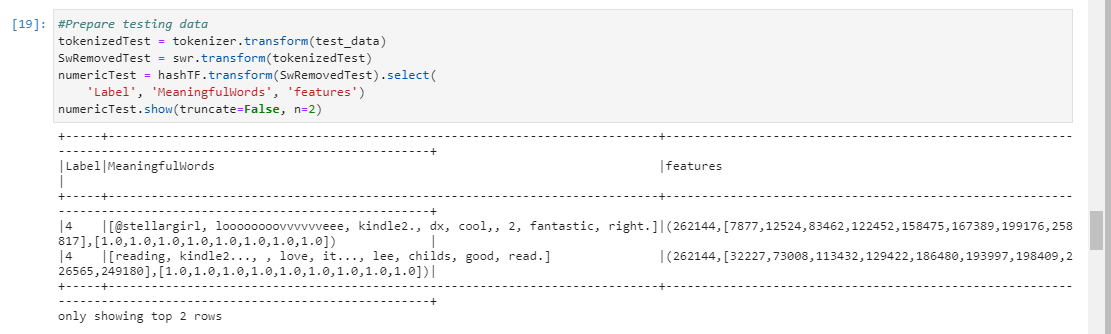 [19]: #Prepare testing data
tokenizedTest = tokenizer.transform(test_data)
SwRemovedTest = swr.transform(tokenizedTest)
numericTest = hashTF.transform(SwRemovedTest).select(
    'Label', 'MeaningfulWords', 'features')
numericTest.show(truncate=False, n=2)
+-----+------------------------------------------------------------------------------+----------------------------------------------------------
-----------------------------------------------------+
|Label|MeaningfulWords                                                               |features
|
+-----+------------------------------------------------------------------------------+----------------------------------------------------------
-----------------------------------------------------+
|4    |[@stellargirl, looooooooovvvvvveee, kindle2., dx, cool,, 2, fantastic, right.]|(262144,[7877,12524,83462,122452,158475,167389,199176,258
817],[1.0,1.0,1.0,1.0,1.0,1.0,1.0,1.0])              |
|4    |[reading, kindle2..., , love, it..., lee, childs, good, read.]                |(262144,[32227,73008,113432,129422,186480,193997,198409,2
26565,249180],[1.0,1.0,1.0,1.0,1.0,1.0,1.0,1.0,1.0])|
+-----+------------------------------------------------------------------------------+----------------------------------------------------------
-----------------------------------------------------+
only showing top 2 rows